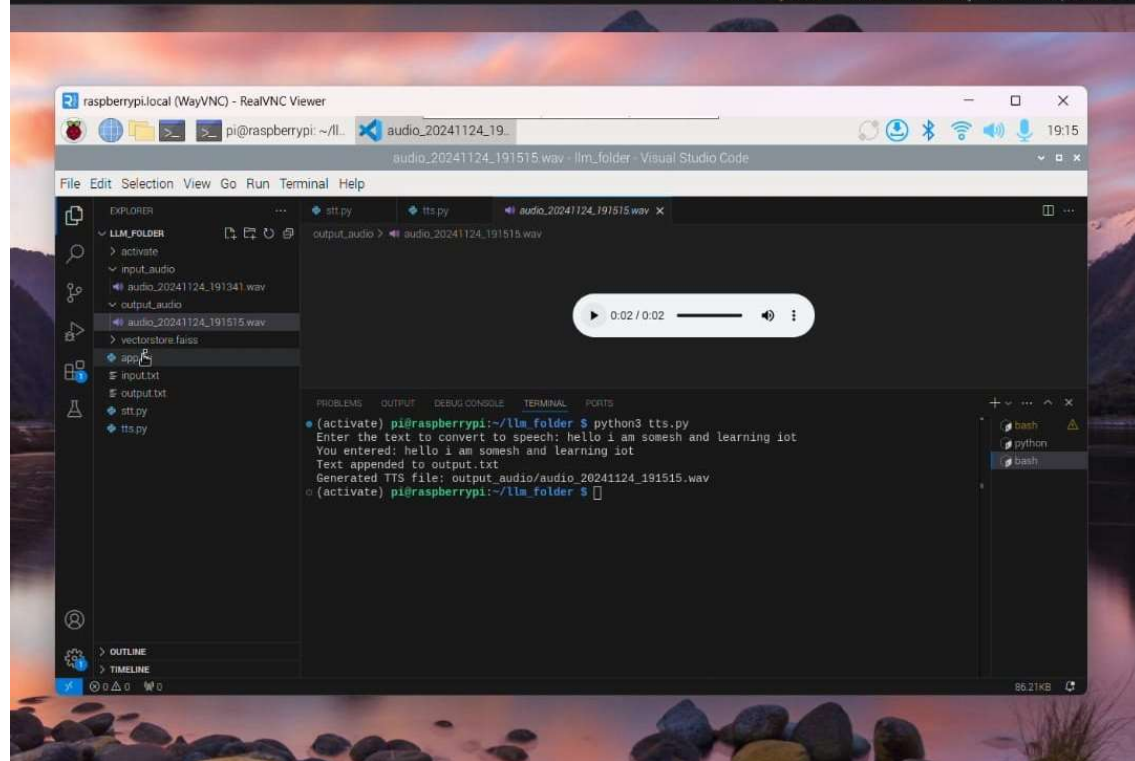 raspberrypi.local (WayVNC) - RealVNC Viewer
pi@raspberrypi: ~/ll.. audio_20241124_19.. 19:15
audio_20241124_191515.wav - llm_folder - Visual Studio Code
File Edit Selection View Go Run Terminal Help
EXPLORER
LLM_FOLDER
activate
input_audio
audio_20241124_191341.wav
output_audio
audio_20241124_191515.wav
vectorstore.faiss
input.txt
output.txt
stt.py
tts.py
OUTLINE
TIMELINE
stt.py tts.py audio_20241124_191515.wav
output_audio > audio_20241124_191515.wav
0:02 / 0:02
PROBLEMS OUTPUT DEBUG CONSOLE TERMINAL PORTS
(activate) pi@raspberrypi:~/llm_folder $ python3 tts.py
Enter the text to convert to speech: hello i am somesh and learning iot
You entered: hello i am somesh and learning iot
Text appended to output.txt
Generated TTS file: output_audio/audio_20241124_191515.wav
(activate) pi@raspberrypi:~/llm_folder $
bash
python
bash
0 0 0 86.21KB